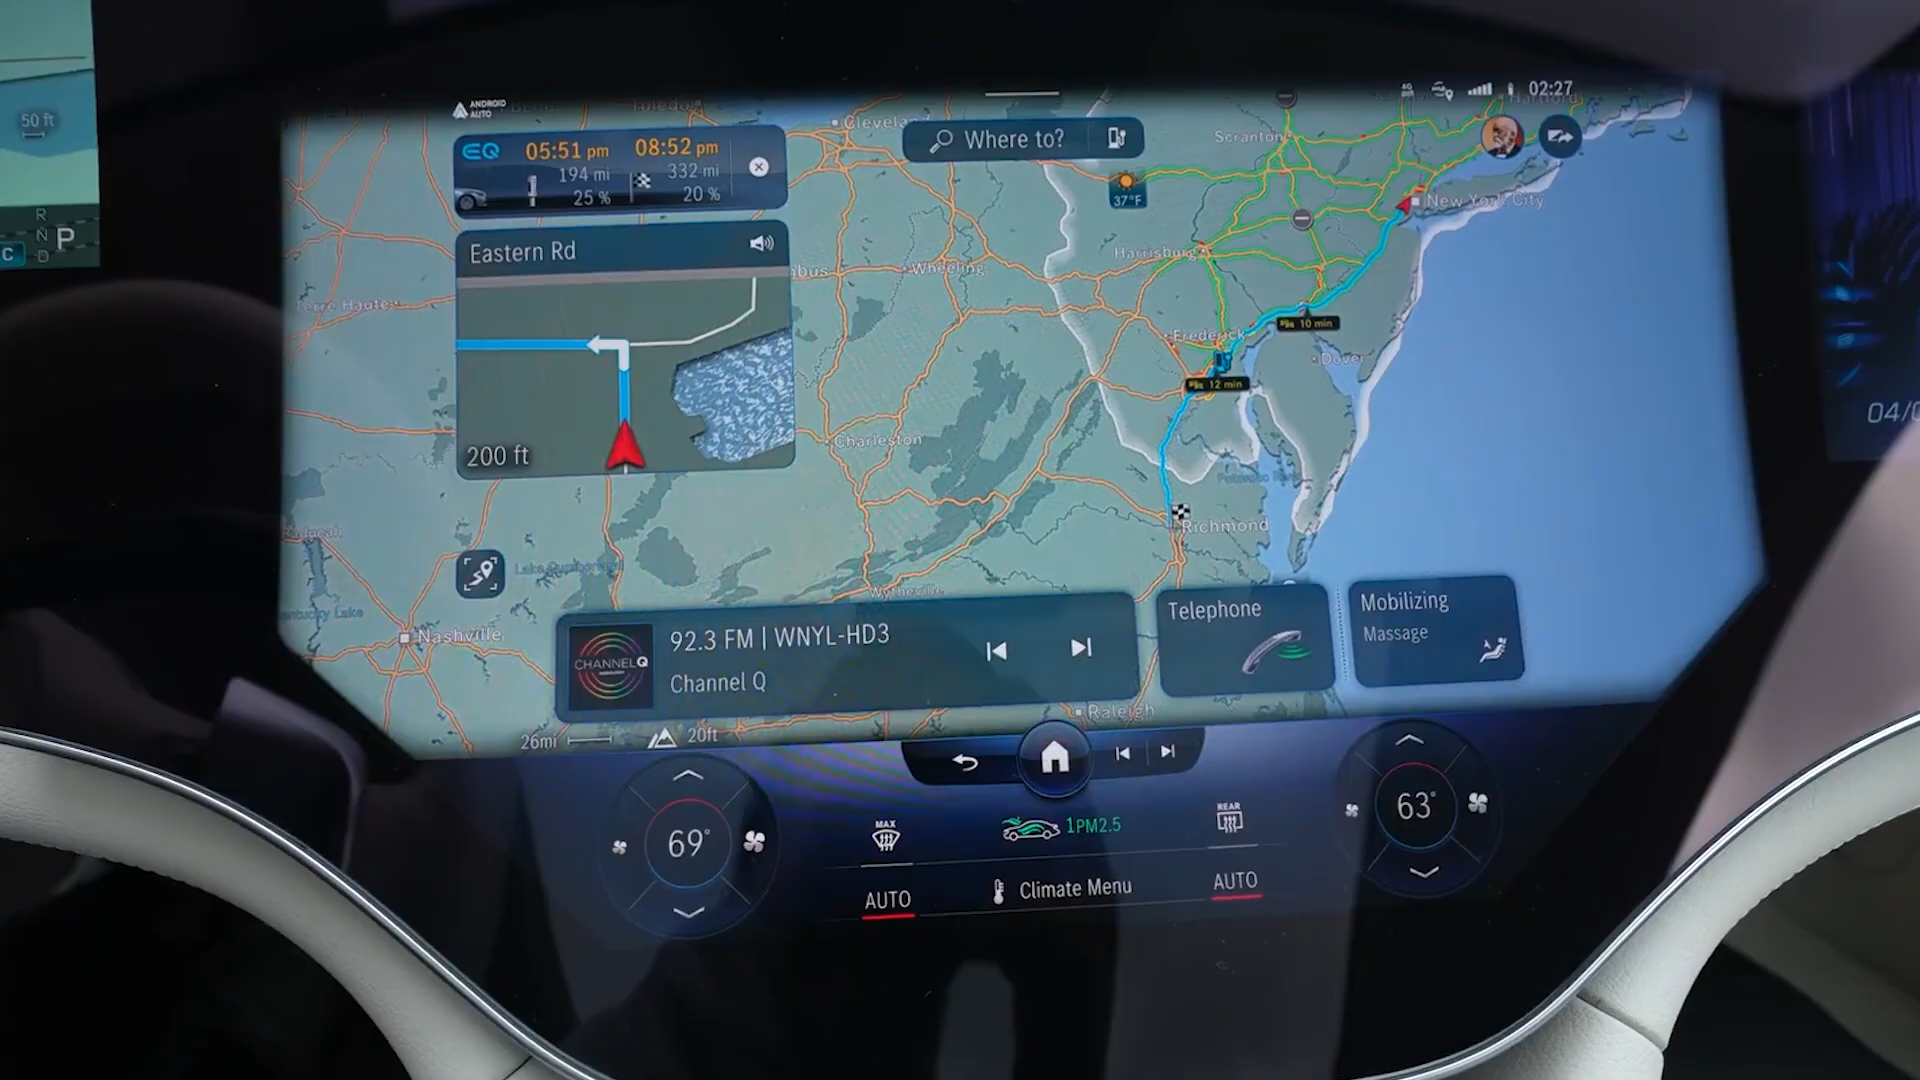 50 ft
R
N
D
P
C
ANDROID
AUTO
Toledo
Cleveland
Where to?
02:27
Hartford
EQ
05:51 pm
08:52 pm
194 mi
332 mi
25 %
20 %
Scranton
37°F
New York City
Eastern Rd
200 ft
Wheeling
Harrisburg
Terre Haute
Frederick
10 min
12 min
Dover
Charleston
Richmond
Wytheville
Nashville
92.3 FM | WNYL-HD3
Channel Q
CHANNEL Q
Telephone
Mobilizing
Massage
Raleigh
26mi
20ft
69°
MAX
1PM2.5
REAR
63°
AUTO
Climate Menu
AUTO